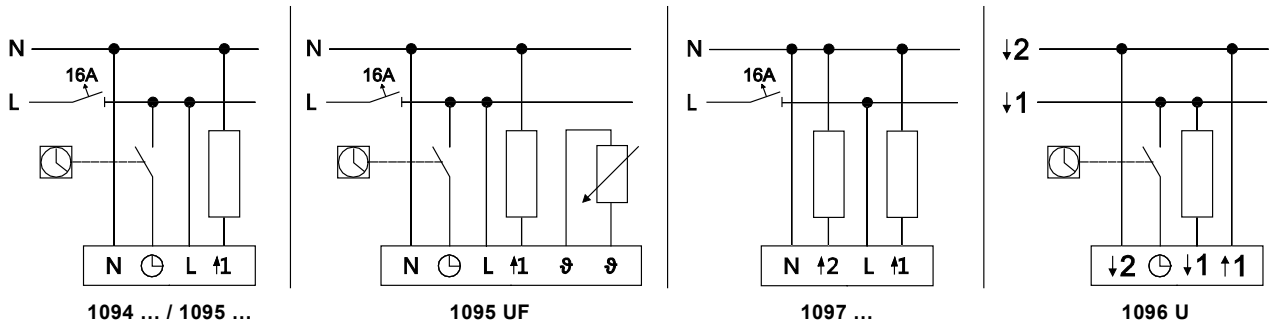 N
16A
L
N L ↑1
1094 ... / 1095 ...
N
16A
L
N L ↑1 ϑ ϑ
1095 UF
N
16A
L
N ↑2 L ↑1
1097 ...
↓2
↓1
↓2 ↓1 ↑1
1096 U